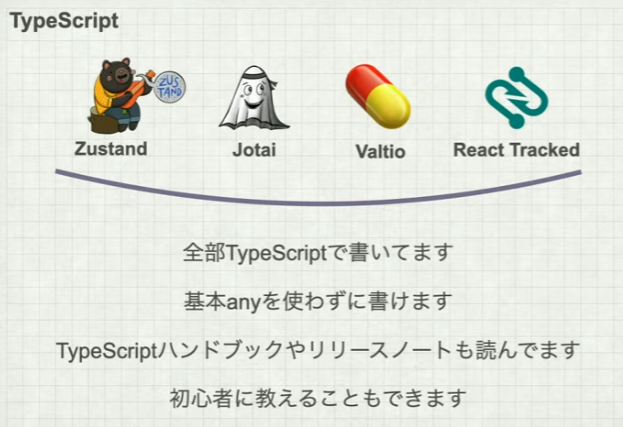 TypeScript
ZUS
TAND
Zustand
Jotai
Valtio
React Tracked
全部TypeScriptで書いてます
基本anyを使わずに書けます
TypeScriptハンドブックやリリースノートも読んでます
初心者に教えることもできます